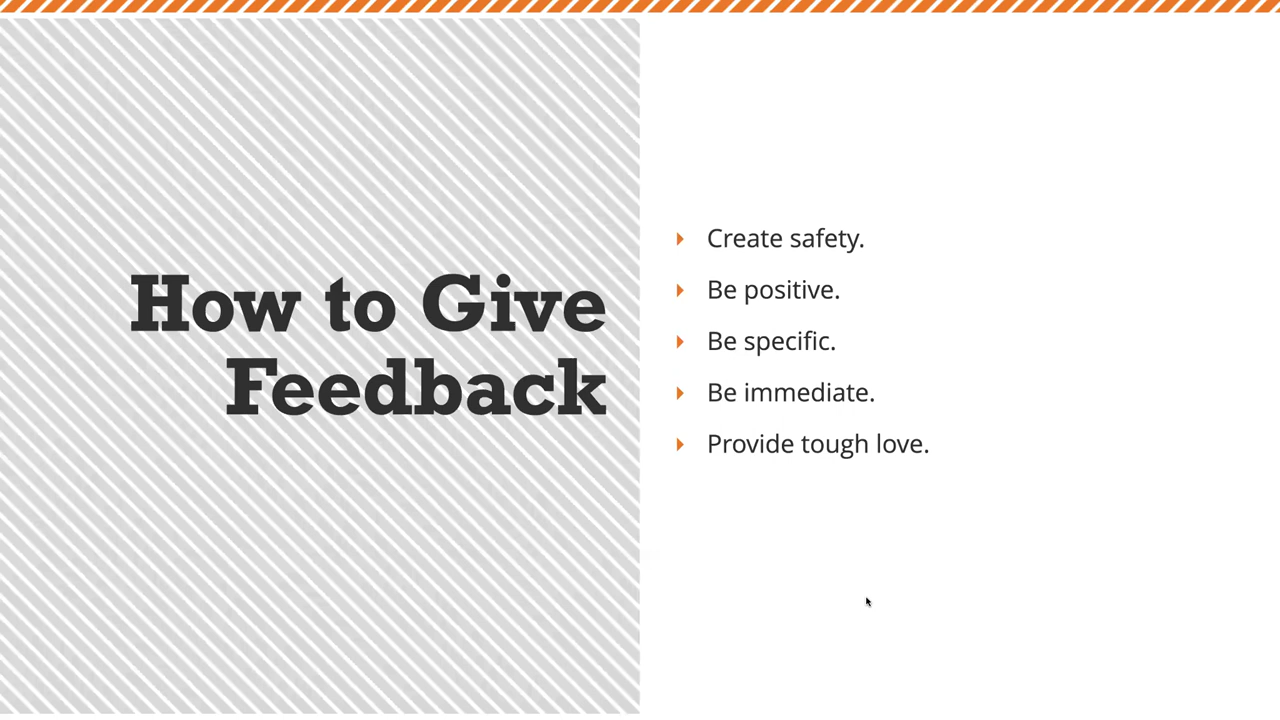 How to Give
Feedback
Create safety.
Be positive.
Be specific.
Be immediate.
Provide tough love.